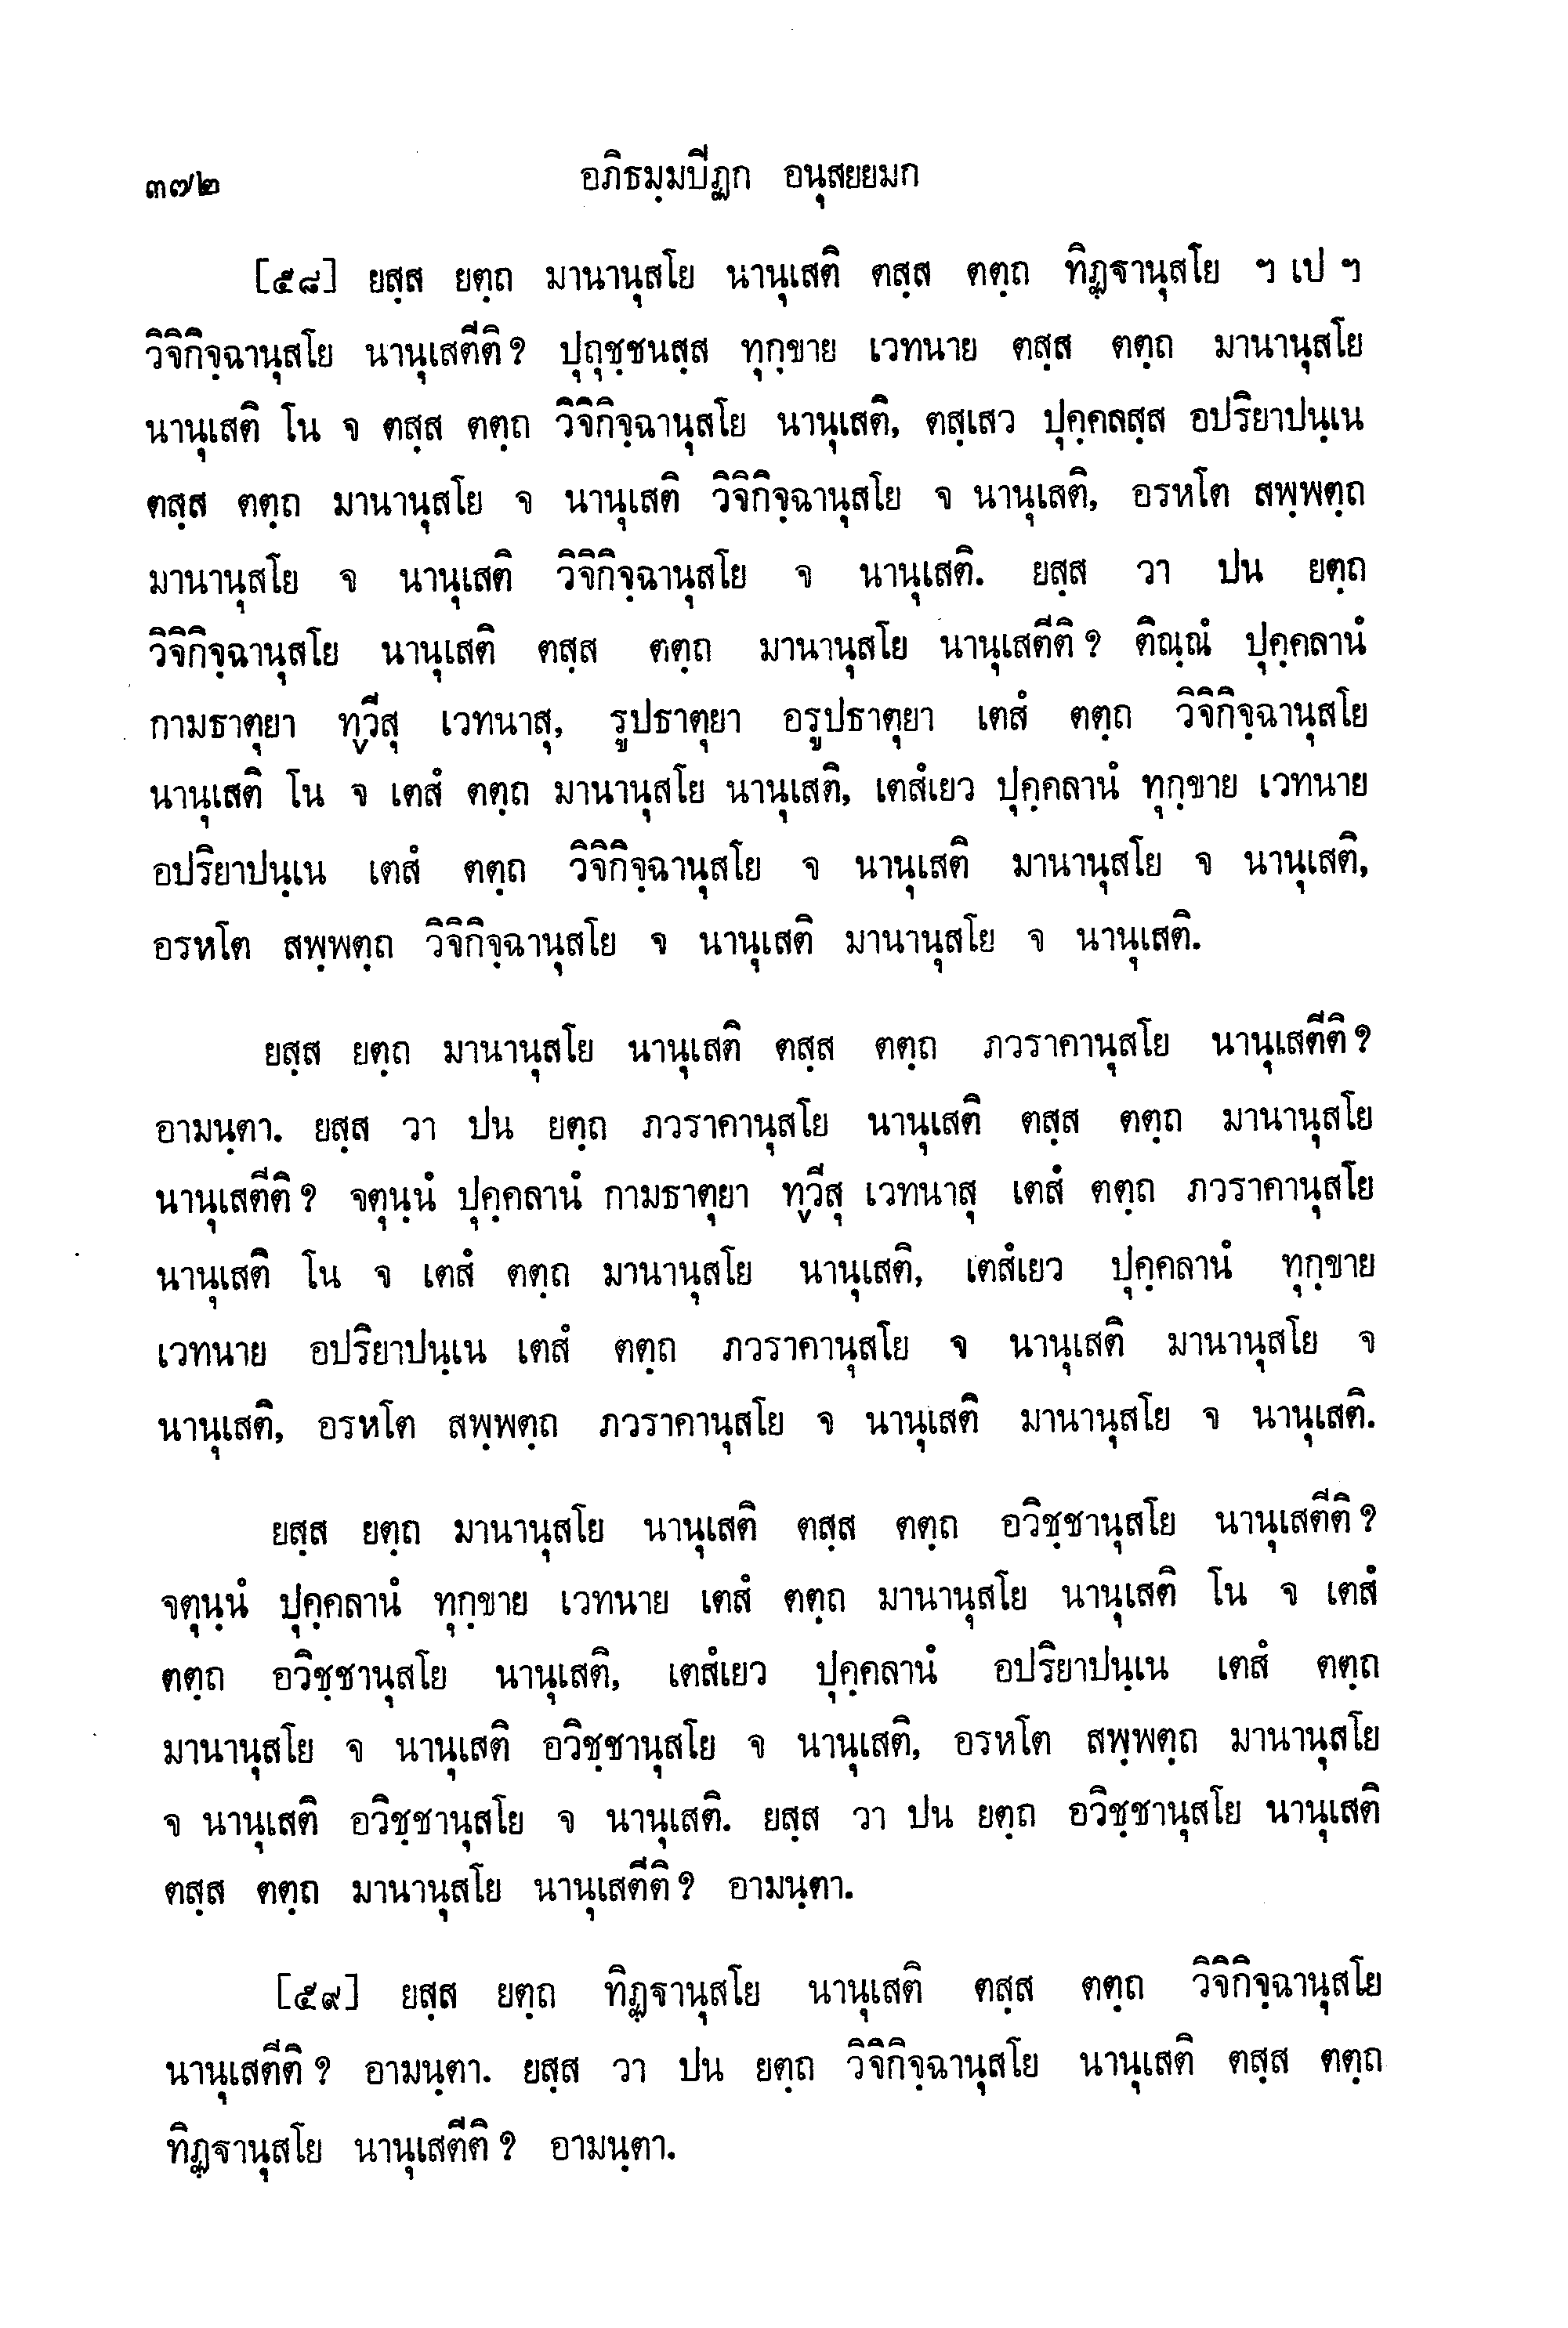 ๓๗๒ อภิธมฺมปีฏก อนุสยยมก
[๕๘] ยสฺส ยตฺถ มานานุสโย นานุเสติ ตสฺส ตตฺถ ทิฏฺฐานุสโย ฯ เป ฯ
วิจิกิจฺฉานุสโย นานุเสตีติ ? ปุถุชฺชนสฺส ทุกฺขาย เวทนาย ตสฺส ตตฺถ มานานุสโย
นานุเสติ โน จ ตสฺส ตตฺถ วิจิกิจฺฉานุสโย นานุเสติ, ตสฺเสว ปุคฺคลสฺส อปริยาปนฺเน
ตสฺส ตตฺถ มานานุสโย จ นานุเสติ วิจิกิจฺฉานุสโย จ นานุเสติ, อรหโต สพฺพตฺถ
มานานุสโย จ นานุเสติ วิจิกิจฺฉานุสโย จ นานุเสติ. ยสฺส วา ปน ยตฺถ
วิจิกิจฺฉานุสโย นานุเสติ ตสฺส ตตฺถ มานานุสโย นานุเสตีติ ? ติณฺณํ ปุคฺคลานํ
กามธาตุยา ทฺวีสุ เวทนาสุ, รูปธาตุยา อรูปธาตุยา เตสํ ตตฺถ วิจิกิจฺฉานุสโย
นานุเสติ โน จ เตสํ ตตฺถ มานานุสโย นานุเสติ, เตสํเยว ปุคฺคลานํ ทุกฺขาย เวทนาย
อปริยาปนฺเน เตสํ ตตฺถ วิจิกิจฺฉานุสโย จ นานุเสติ มานานุสโย จ นานุเสติ,
อรหโต สพฺพตฺถ วิจิกิจฺฉานุสโย จ นานุเสติ มานานุสโย จ นานุเสติ.
ยสฺส ยตฺถ มานานุสโย นานุเสติ ตสฺส ตตฺถ ภวราคานุสโย นานุเสตีติ ?
อามนฺตา. ยสฺส วา ปน ยตฺถ ภวราคานุสโย นานุเสติ ตสฺส ตตฺถ มานานุสโย
นานุเสตีติ ? จตุนฺนํ ปุคฺคลานํ กามธาตุยา ทฺวีสุ เวทนาสุ เตสํ ตตฺถ ภวราคานุสโย
นานุเสติ โน จ เตสํ ตตฺถ มานานุสโย นานุเสติ, เตสํเยว ปุคฺคลานํ ทุกฺขาย
เวทนาย อปริยาปนฺเน เตสํ ตตฺถ ภวราคานุสโย จ นานุเสติ มานานุสโย จ
นานุเสติ, อรหโต สพฺพตฺถ ภวราคานุสโย จ นานุเสติ มานานุสโย จ นานุเสติ.
ยสฺส ยตฺถ มานานุสโย นานุเสติ ตสฺส ตตฺถ อวิชฺชานุสโย นานุเสตีติ ?
จตุนฺนํ ปุคฺคลานํ ทุกฺขาย เวทนาย เตสํ ตตฺถ มานานุสโย นานุเสติ โน จ เตสํ
ตตฺถ อวิชฺชานุสโย นานุเสติ, เตสํเยว ปุคฺคลานํ อปริยาปนฺเน เตสํ ตตฺถ
มานานุสโย จ นานุเสติ อวิชฺชานุสโย จ นานุเสติ, อรหโต สพฺพตฺถ มานานุสโย
จ นานุเสติ อวิชฺชานุสโย จ นานุเสติ. ยสฺส วา ปน ยตฺถ อวิชฺชานุสโย นานุเสติ
ตสฺส ตตฺถ มานานุสโย นานุเสตีติ ? อามนฺตา.
[๕๙] ยสฺส ยตฺถ ทิฏฺฐานุสโย นานุเสติ ตสฺส ตตฺถ วิจิกิจฺฉานุสโย
นานุเสตีติ ? อามนฺตา. ยสฺส วา ปน ยตฺถ วิจิกิจฺฉานุสโย นานุเสติ ตสฺส ตตฺถ
ทิฏฺฐานุสโย นานุเสตีติ ? อามนฺตา.